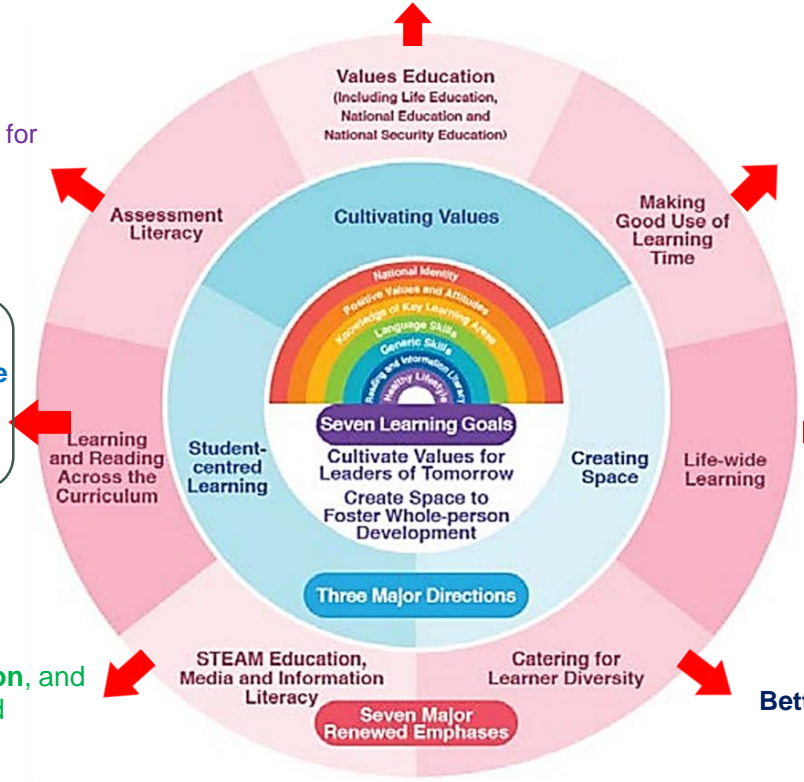 Values Education
(Including Life Education,
National Education and
National Security Education)
for
Assessment
Literacy
Cultivating Values
Making
Good Use of
Learning
Time
National Identity
Positive Values and Attitudes
Knowledge of Key Learning Areas
Language Skills
Generic Skills
Reading and Information Literacy
Healthy Lifestyle
Seven Learning Goals
Cultivate Values for
Leaders of Tomorrow
Create Space to
Foster Whole-person
Development
Learning
and Reading
Across the
Curriculum
Student-
centred
Learning
Creating
Space
Life-wide
Learning
Three Major Directions
STEAM Education,
Media and Information
Literacy
Catering for
Learner Diversity
Seven Major
Renewed Emphases
, and